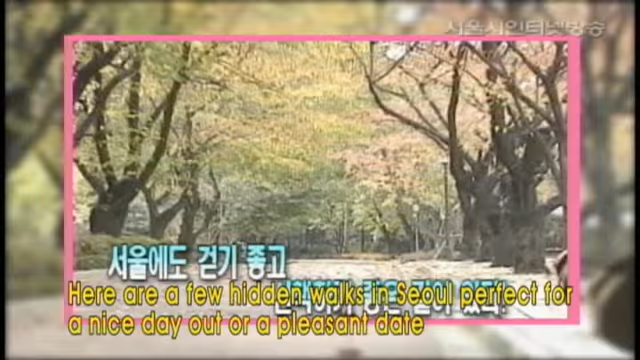 서울시인터넷방송
서울에도 걷기 좋고
Here are a few hidden walks in Seoul perfect for
a nice day out or a pleasant date